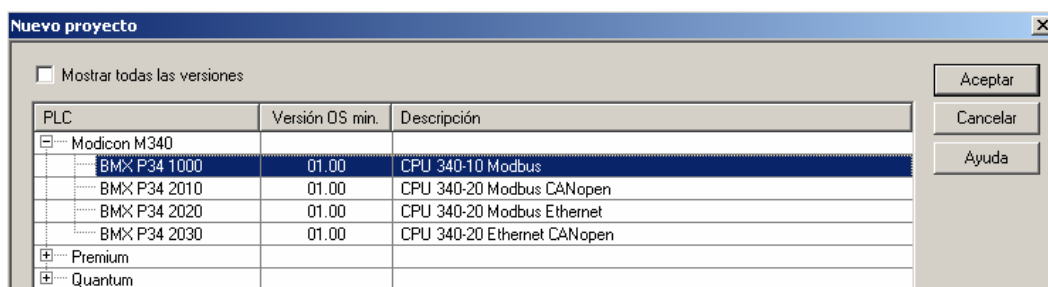 Nuevo proyecto
Mostrar todas las versiones
Aceptar
PLC Versión OS min. Descripción
Cancelar
Modicon M340
BMX P34 1000 01.00 CPU 340-10 Modbus
Ayuda
BMX P34 2010 01.00 CPU 340-20 Modbus CANopen
BMX P34 2020 01.00 CPU 340-20 Modbus Ethernet
BMX P34 2030 01.00 CPU 340-20 Ethernet CANopen
Premium
Quantum